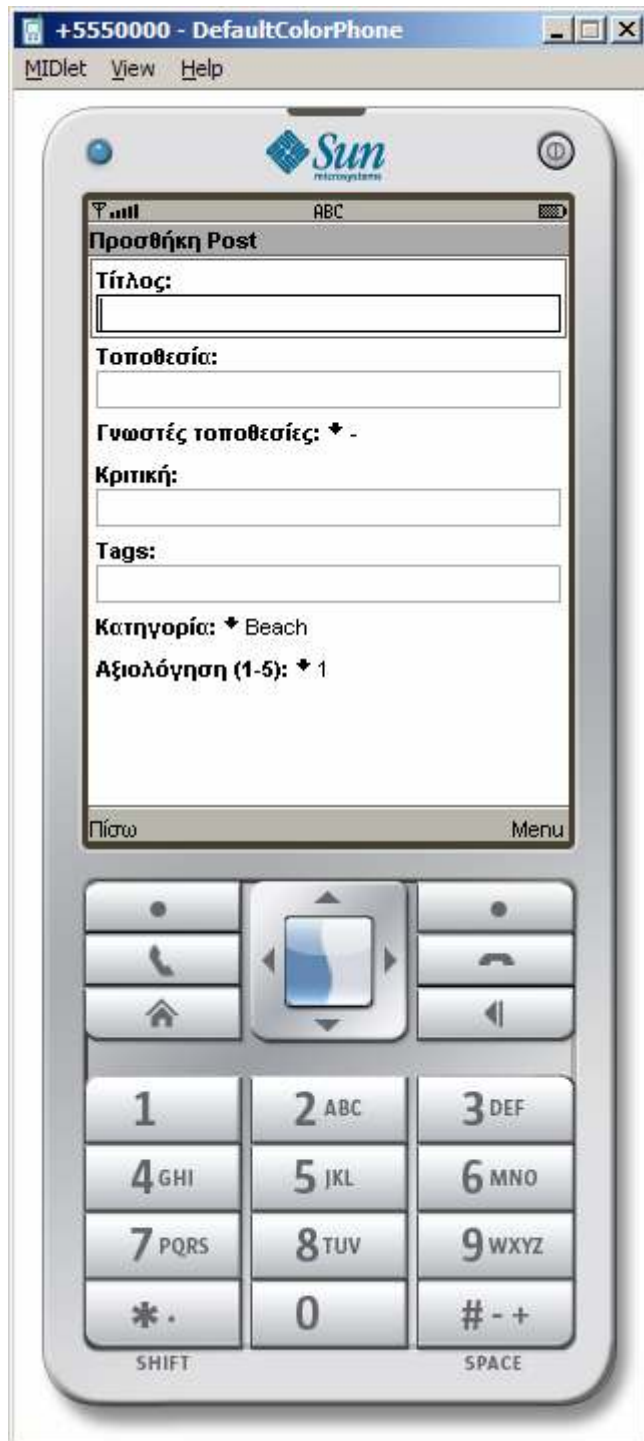 +5550000 - DefaultColorPhone
MIDlet View Help
Sun
microsystems
ABC
Προσθήκη Post
Τίτλος:
Τοποθεσία:
Γνωστές τοποθεσίες: -
Κριτική:
Tags:
Κατηγορία: Beach
Αξιολόγηση (1-5): 1
Πίσω Menu
1 2 ABC 3 DEF
4 GHI 5 JKL 6 MNO
7 PQRS 8 TUV 9 WXYZ
* . 0 # - +
SHIFT SPACE